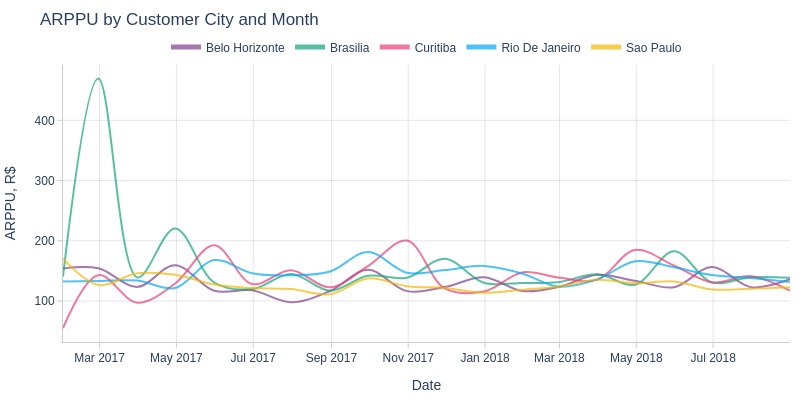 ARPPU by Customer City and Month
Belo Horizonte Brasilia Curitiba Rio De Janeiro Sao Paulo
ARPPU, R$
400
300
200
100
Mar 2017 May 2017 Jul 2017 Sep 2017 Nov 2017 Jan 2018 Mar 2018 May 2018 Jul 2018
Date